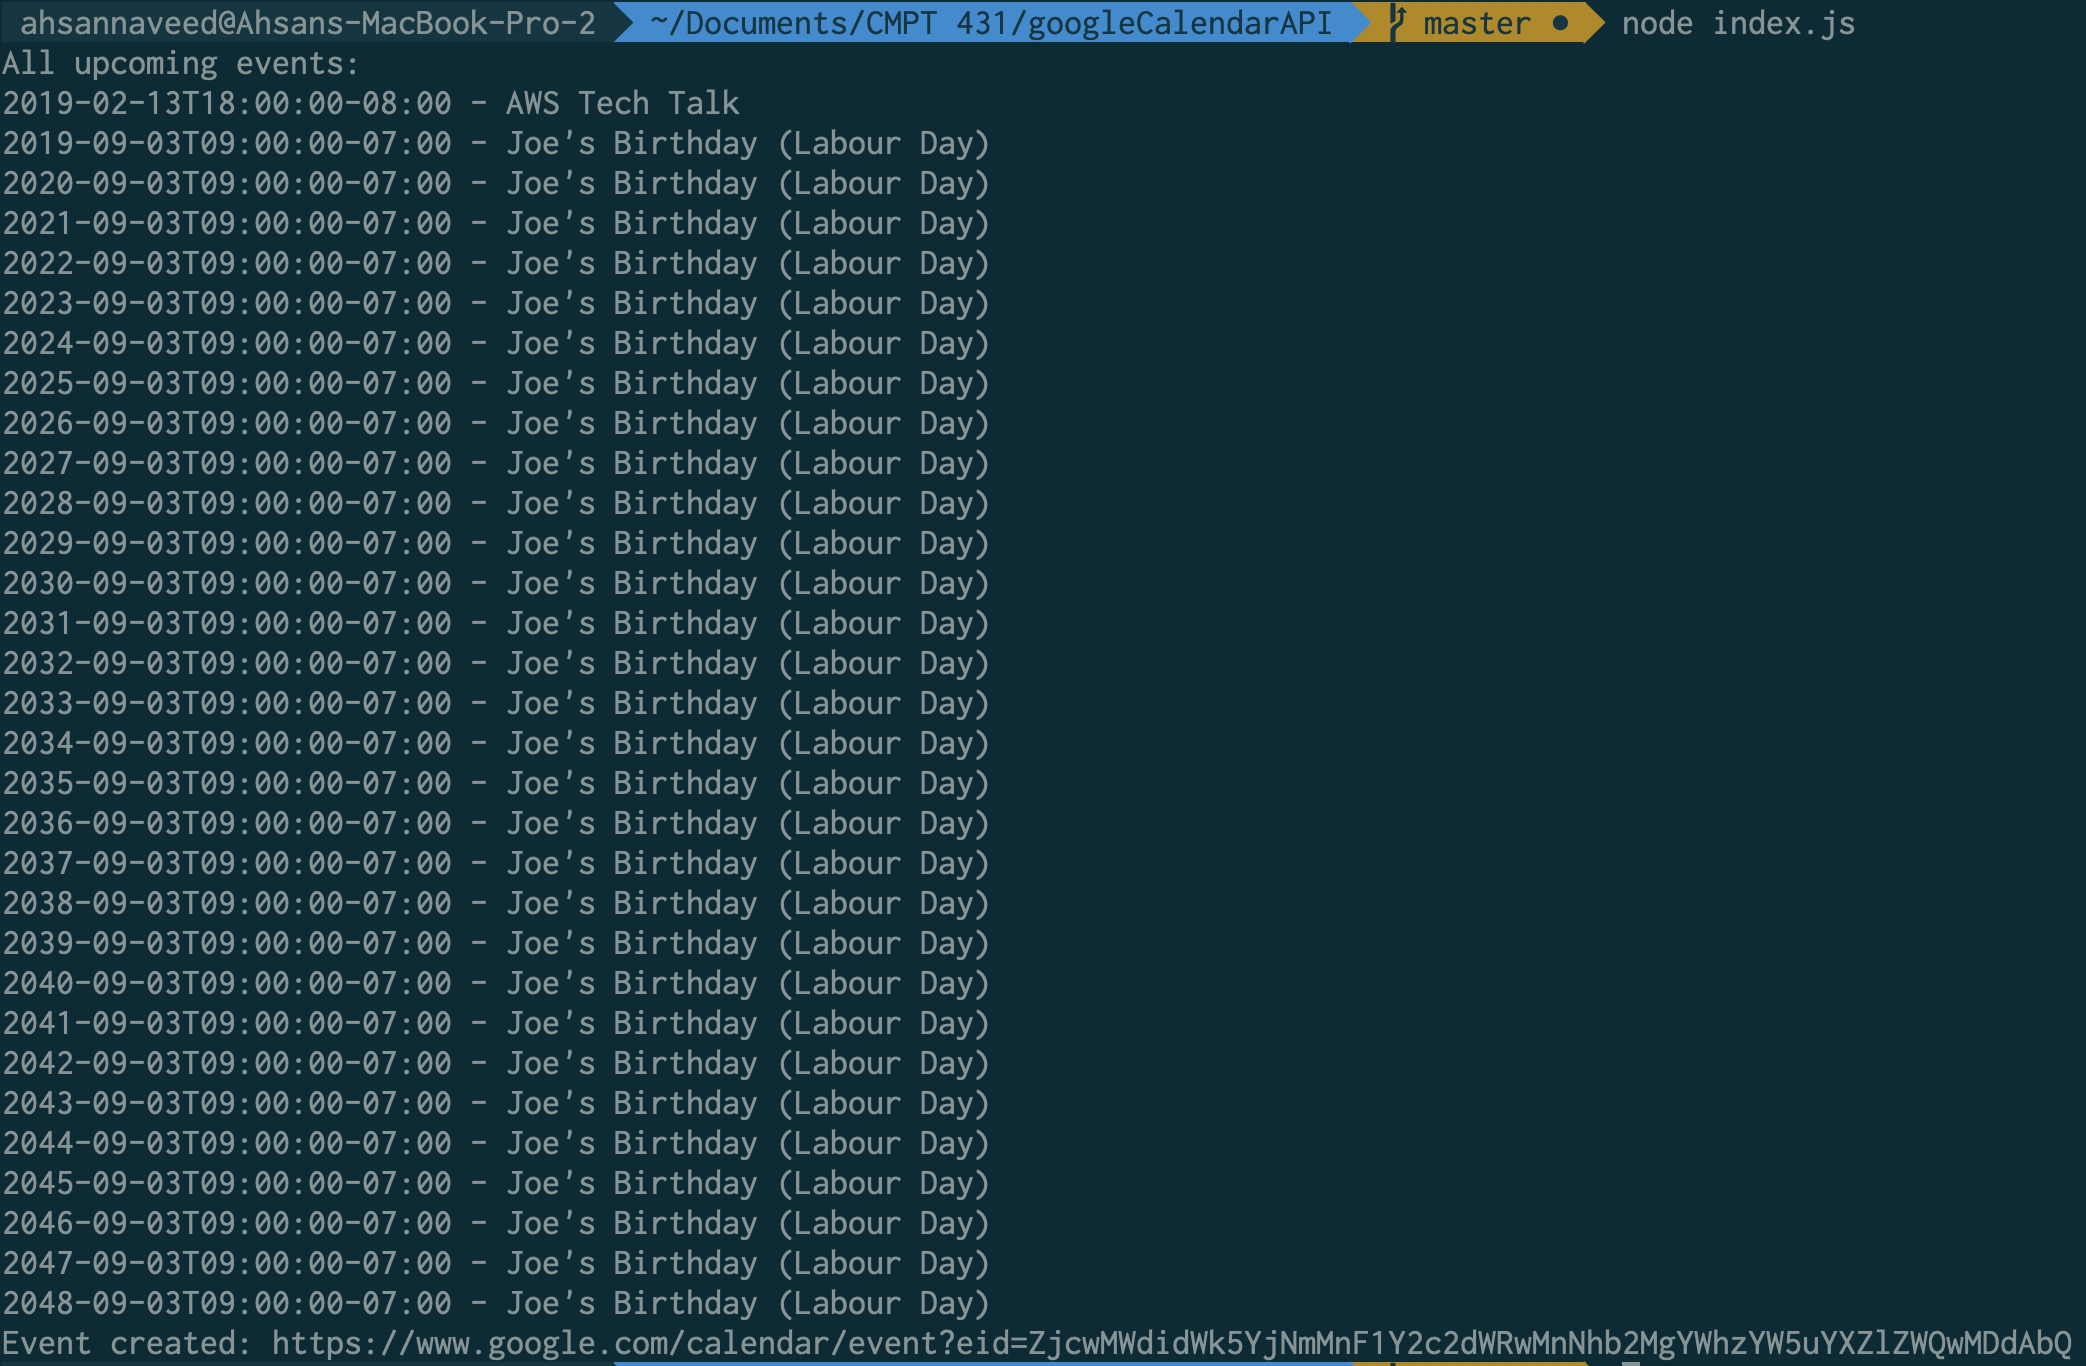 ahsannaveed@Ahsans-MacBook-Pro-2 ~/Documents/CMPT 431/googleCalendarAPI master ● node index.js
All upcoming events:
2019-02-13T18:00:00-08:00 - AWS Tech Talk
2019-09-03T09:00:00-07:00 - Joe's Birthday (Labour Day)
2020-09-03T09:00:00-07:00 - Joe's Birthday (Labour Day)
2021-09-03T09:00:00-07:00 - Joe's Birthday (Labour Day)
2022-09-03T09:00:00-07:00 - Joe's Birthday (Labour Day)
2023-09-03T09:00:00-07:00 - Joe's Birthday (Labour Day)
2024-09-03T09:00:00-07:00 - Joe's Birthday (Labour Day)
2025-09-03T09:00:00-07:00 - Joe's Birthday (Labour Day)
2026-09-03T09:00:00-07:00 - Joe's Birthday (Labour Day)
2027-09-03T09:00:00-07:00 - Joe's Birthday (Labour Day)
2028-09-03T09:00:00-07:00 - Joe's Birthday (Labour Day)
2029-09-03T09:00:00-07:00 - Joe's Birthday (Labour Day)
2030-09-03T09:00:00-07:00 - Joe's Birthday (Labour Day)
2031-09-03T09:00:00-07:00 - Joe's Birthday (Labour Day)
2032-09-03T09:00:00-07:00 - Joe's Birthday (Labour Day)
2033-09-03T09:00:00-07:00 - Joe's Birthday (Labour Day)
2034-09-03T09:00:00-07:00 - Joe's Birthday (Labour Day)
2035-09-03T09:00:00-07:00 - Joe's Birthday (Labour Day)
2036-09-03T09:00:00-07:00 - Joe's Birthday (Labour Day)
2037-09-03T09:00:00-07:00 - Joe's Birthday (Labour Day)
2038-09-03T09:00:00-07:00 - Joe's Birthday (Labour Day)
2039-09-03T09:00:00-07:00 - Joe's Birthday (Labour Day)
2040-09-03T09:00:00-07:00 - Joe's Birthday (Labour Day)
2041-09-03T09:00:00-07:00 - Joe's Birthday (Labour Day)
2042-09-03T09:00:00-07:00 - Joe's Birthday (Labour Day)
2043-09-03T09:00:00-07:00 - Joe's Birthday (Labour Day)
2044-09-03T09:00:00-07:00 - Joe's Birthday (Labour Day)
2045-09-03T09:00:00-07:00 - Joe's Birthday (Labour Day)
2046-09-03T09:00:00-07:00 - Joe's Birthday (Labour Day)
2047-09-03T09:00:00-07:00 - Joe's Birthday (Labour Day)
2048-09-03T09:00:00-07:00 - Joe's Birthday (Labour Day)
Event created: https://www.google.com/calendar/event?eid=ZjcwMWdidWk5YjNmMnF1Y2c2dWRwMnNhb2MgYWhzYW5uYXZlZWQwMDdAbQ